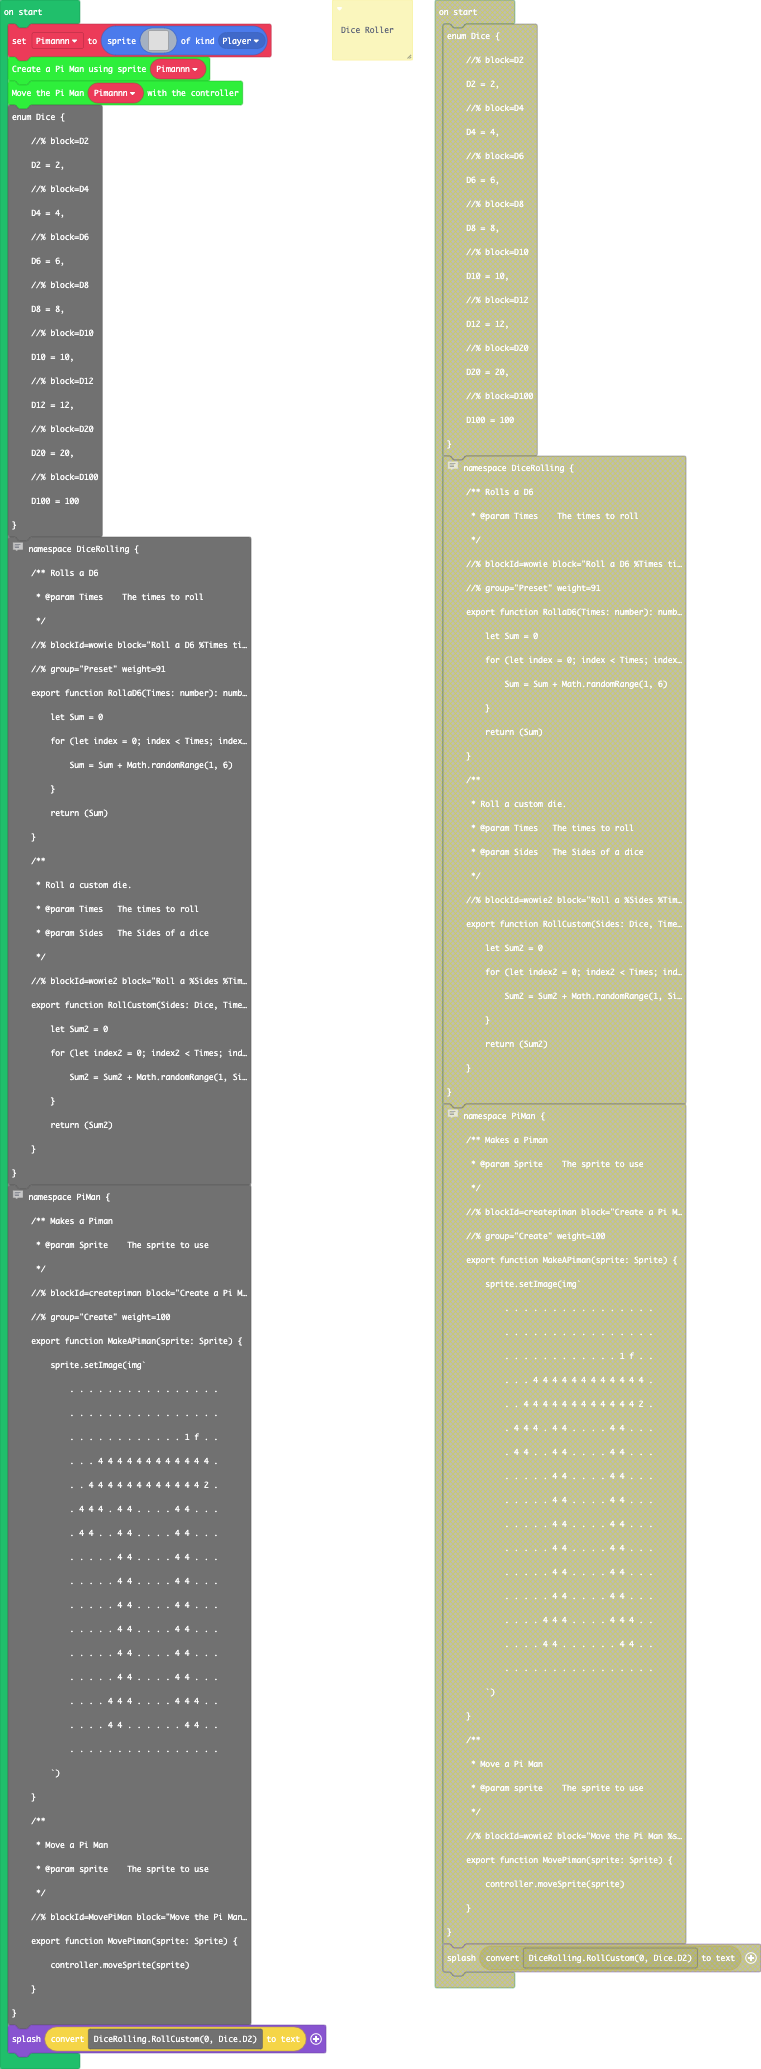 on start
set Pimannn to sprite of kind Player
Create a Pi Man using sprite Pimannn
Move the Pi Man Pimannn with the controller
enum Dice {
//% block=D2
D2 = 2,
//% block=D4
D4 = 4,
//% block=D6
D6 = 6,
//% block=D8
D8 = 8,
//% block=D10
D10 = 10,
//% block=D12
D12 = 12,
//% block=D20
D20 = 20,
//% block=D100
D100 = 100
}
namespace DiceRolling {
/** Rolls a D6
* @param Times    The times to roll
*/
//% blockId=wowie block="Roll a D6 %Times ti…
//% group="Preset" weight=91
export function RollaD6(Times: number): numb…
let Sum = 0
for (let index = 0; index < Times; index…
Sum = Sum + Math.randomRange(1, 6)
}
return (Sum)
}
/**
* Roll a custom die.
* @param Times   The times to roll
* @param Sides   The Sides of a dice
*/
//% blockId=wowie2 block="Roll a %Sides %Tim…
export function RollCustom(Sides: Dice, Time…
let Sum2 = 0
for (let index2 = 0; index2 < Times; ind…
Sum2 = Sum2 + Math.randomRange(1, Si…
}
return (Sum2)
}
}
namespace PiMan {
/** Makes a Piman
* @param Sprite    The sprite to use
*/
//% blockId=createpiman block="Create a Pi M…
//% group="Create" weight=100
export function MakeAPiman(sprite: Sprite) {
sprite.setImage(img`
. . . . . . . . . . . . . . . .
. . . . . . . . . . . . . . . .
. . . . . . . . . . . . 1 f . .
. . . 4 4 4 4 4 4 4 4 4 4 4 4 .
. . 4 4 4 4 4 4 4 4 4 4 4 4 2 .
. 4 4 4 . 4 4 . . . . 4 4 . . .
. 4 4 . . 4 4 . . . . 4 4 . . .
. . . . . 4 4 . . . . 4 4 . . .
. . . . . 4 4 . . . . 4 4 . . .
. . . . . 4 4 . . . . 4 4 . . .
. . . . . 4 4 . . . . 4 4 . . .
. . . . . 4 4 . . . . 4 4 . . .
. . . . . 4 4 . . . . 4 4 . . .
. . . . 4 4 4 . . . . 4 4 4 . .
. . . . 4 4 . . . . . . 4 4 . .
. . . . . . . . . . . . . . . .
`)
}
/**
* Move a Pi Man
* @param sprite    The sprite to use
*/
//% blockId=MovePiMan block="Move the Pi Man…
export function MovePiman(sprite: Sprite) {
controller.moveSprite(sprite)
}
}
splash convert DiceRolling.RollCustom(0, Dice.D2) to text
Dice Roller
on start
enum Dice {
//% block=D2
D2 = 2,
//% block=D4
D4 = 4,
//% block=D6
D6 = 6,
//% block=D8
D8 = 8,
//% block=D10
D10 = 10,
//% block=D12
D12 = 12,
//% block=D20
D20 = 20,
//% block=D100
D100 = 100
}
namespace DiceRolling {
/** Rolls a D6
* @param Times    The times to roll
*/
//% blockId=wowie block="Roll a D6 %Times ti…
//% group="Preset" weight=91
export function RollaD6(Times: number): numb…
let Sum = 0
for (let index = 0; index < Times; index…
Sum = Sum + Math.randomRange(1, 6)
}
return (Sum)
}
/**
* Roll a custom die.
* @param Times   The times to roll
* @param Sides   The Sides of a dice
*/
//% blockId=wowie2 block="Roll a %Sides %Tim…
export function RollCustom(Sides: Dice, Time…
let Sum2 = 0
for (let index2 = 0; index2 < Times; ind…
Sum2 = Sum2 + Math.randomRange(1, Si…
}
return (Sum2)
}
}
namespace PiMan {
/** Makes a Piman
* @param Sprite    The sprite to use
*/
//% blockId=createpiman block="Create a Pi M…
//% group="Create" weight=100
export function MakeAPiman(sprite: Sprite) {
sprite.setImage(img`
. . . . . . . . . . . . . . . .
. . . . . . . . . . . . . . . .
. . . . . . . . . . . . 1 f . .
. . . 4 4 4 4 4 4 4 4 4 4 4 4 .
. . 4 4 4 4 4 4 4 4 4 4 4 4 2 .
. 4 4 4 . 4 4 . . . . 4 4 . . .
. 4 4 . . 4 4 . . . . 4 4 . . .
. . . . . 4 4 . . . . 4 4 . . .
. . . . . 4 4 . . . . 4 4 . . .
. . . . . 4 4 . . . . 4 4 . . .
. . . . . 4 4 . . . . 4 4 . . .
. . . . . 4 4 . . . . 4 4 . . .
. . . . . 4 4 . . . . 4 4 . . .
. . . . 4 4 4 . . . . 4 4 4 . .
. . . . 4 4 . . . . . . 4 4 . .
. . . . . . . . . . . . . . . .
`)
}
/**
* Move a Pi Man
* @param sprite    The sprite to use
*/
//% blockId=wowie2 block="Move the Pi Man %s…
export function MovePiman(sprite: Sprite) {
controller.moveSprite(sprite)
}
}
splash convert DiceRolling.RollCustom(0, Dice.D2) to text